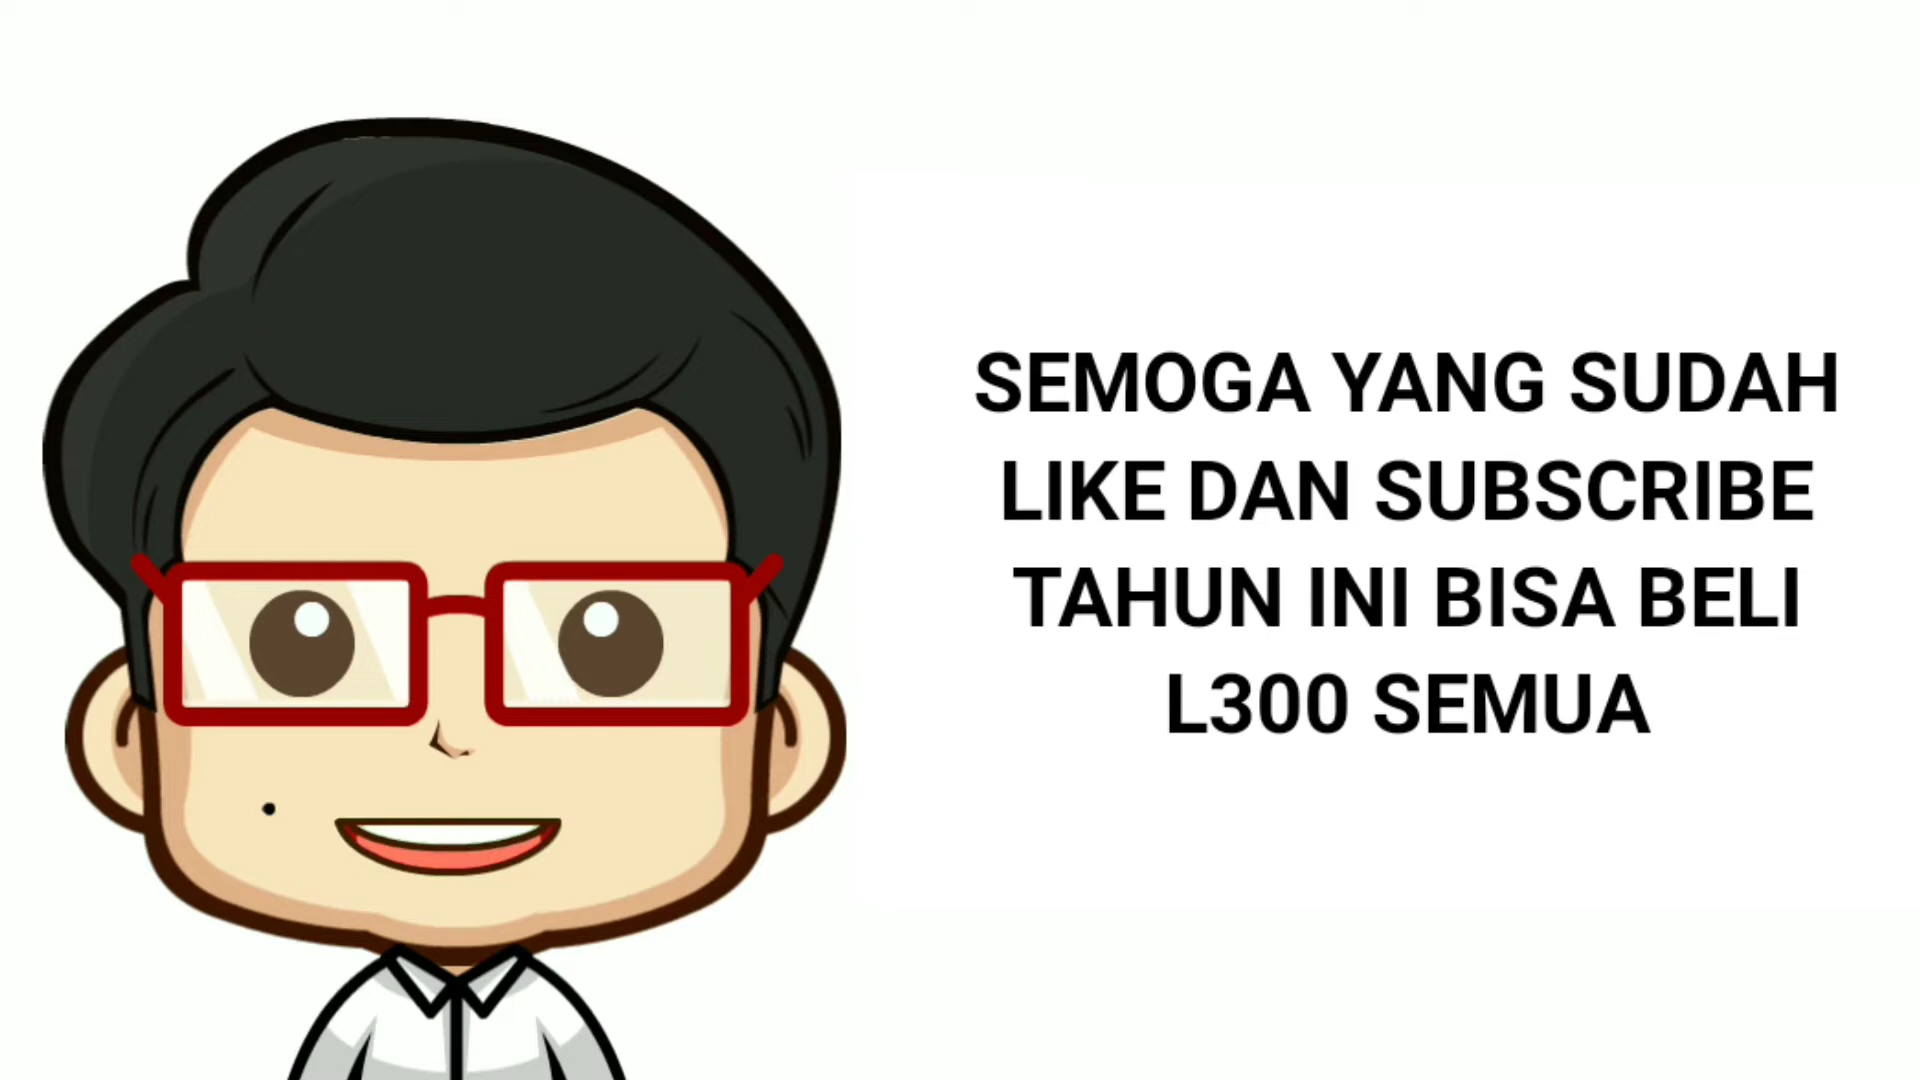 SEMOGA YANG SUDAH
LIKE DAN SUBSCRIBE
TAHUN INI BISA BELI
L300 SEMUA